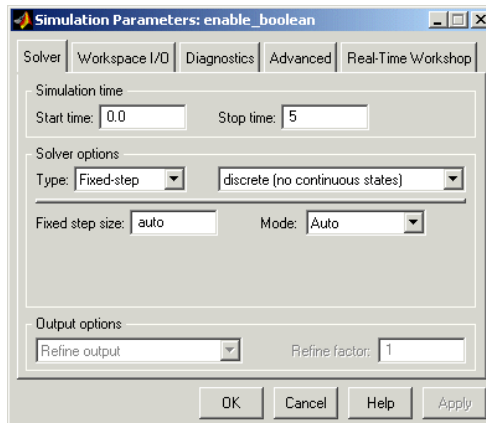 Simulation Parameters: enable_boolean
Solver Workspace I/O Diagnostics Advanced Real-Time Workshop
Simulation time
Start time: 0.0 Stop time: 5
Solver options
Type: Fixed-step discrete (no continuous states)
Fixed step size: auto Mode: Auto
Output options
Refine output Refine factor: 1
OK Cancel Help Apply